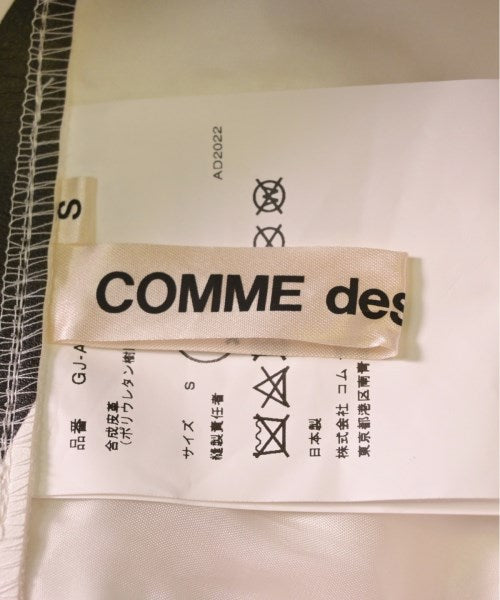 S
COMME des
AD2022
品番 GJ-A
合成皮革
(ポリウレタン樹脂
サイズ S
縫製責任者
日本製
株式会社 コム
東京都港区南青